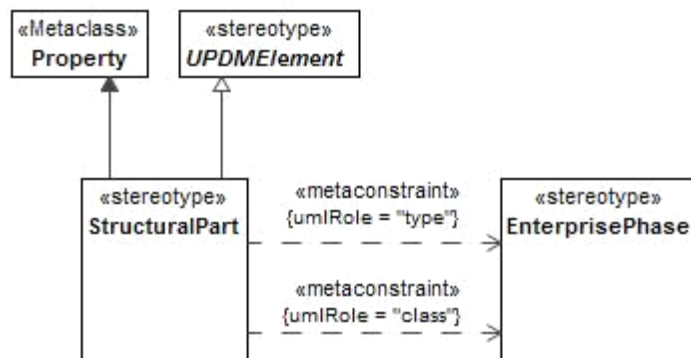 «Metaclass»
Property
«stereotype»
UPDMElement
«stereotype»
StructuralPart
«metaconstraint»
{umlRole = "type"}
«metaconstraint»
{umlRole = "class"}
«stereotype»
EnterprisePhase